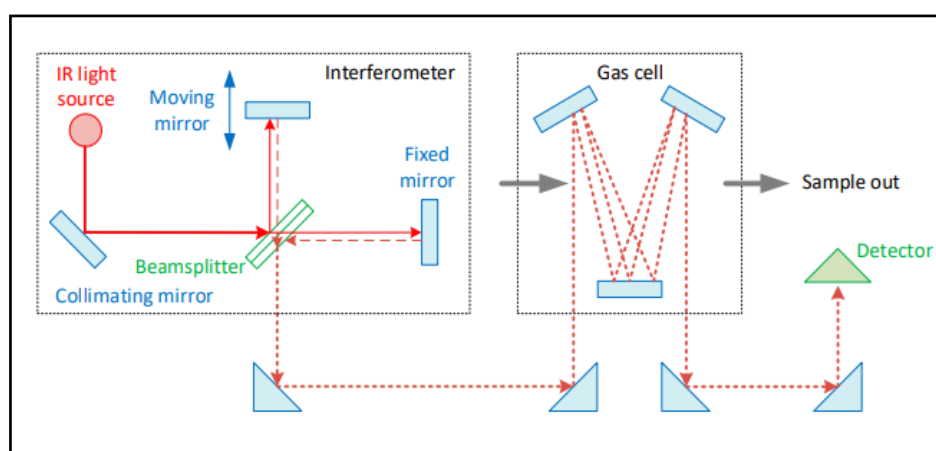 IR light
source
Moving
mirror
Interferometer
Fixed
mirror
Beamsplitter
Collimating mirror
Gas cell
Sample out
Detector